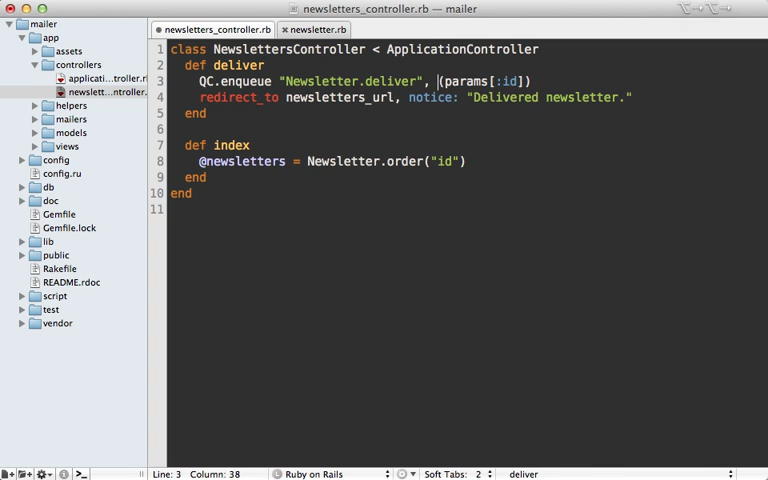 newsletters_controller.rb — mailer
mailer
app
assets
controllers
applicati...troller.r
newslett...ntroller.
helpers
mailers
models
views
config
config.ru
db
doc
Gemfile
Gemfile.lock
lib
public
Rakefile
README.rdoc
script
test
vendor
newsletters_controller.rb
newsletter.rb
1 class NewslettersController < ApplicationController
2 def deliver
3 QC.enqueue "Newsletter.deliver", (params[:id])
4 redirect_to newsletters_url, notice: "Delivered newsletter."
5 end
6
7 def index
8 @newsletters = Newsletter.order("id")
9 end
10 end
11
Line: 3 Column: 38 Ruby on Rails Soft Tabs: 2 deliver